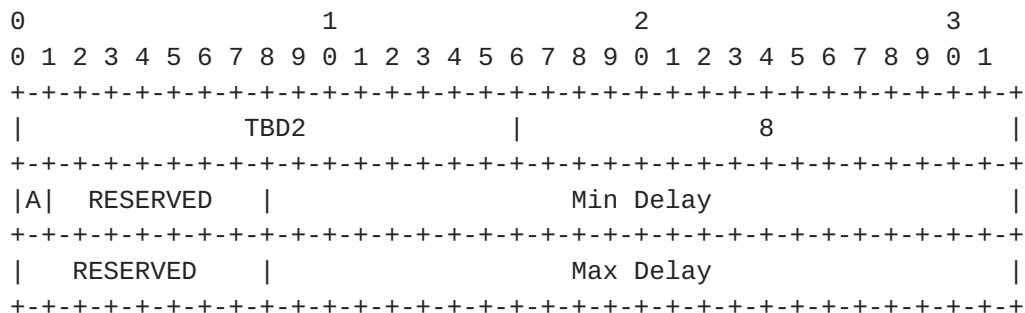 0                   1                   2                   3
0 1 2 3 4 5 6 7 8 9 0 1 2 3 4 5 6 7 8 9 0 1 2 3 4 5 6 7 8 9 0 1
+-+-+-+-+-+-+-+-+-+-+-+-+-+-+-+-+-+-+-+-+-+-+-+-+-+-+-+-+-+-+-+-+
|              TBD2             |               8               |
+-+-+-+-+-+-+-+-+-+-+-+-+-+-+-+-+-+-+-+-+-+-+-+-+-+-+-+-+-+-+-+-+
|A|  RESERVED   |                   Min Delay                   |
+-+-+-+-+-+-+-+-+-+-+-+-+-+-+-+-+-+-+-+-+-+-+-+-+-+-+-+-+-+-+-+-+
|   RESERVED    |                   Max Delay                   |
+-+-+-+-+-+-+-+-+-+-+-+-+-+-+-+-+-+-+-+-+-+-+-+-+-+-+-+-+-+-+-+-+